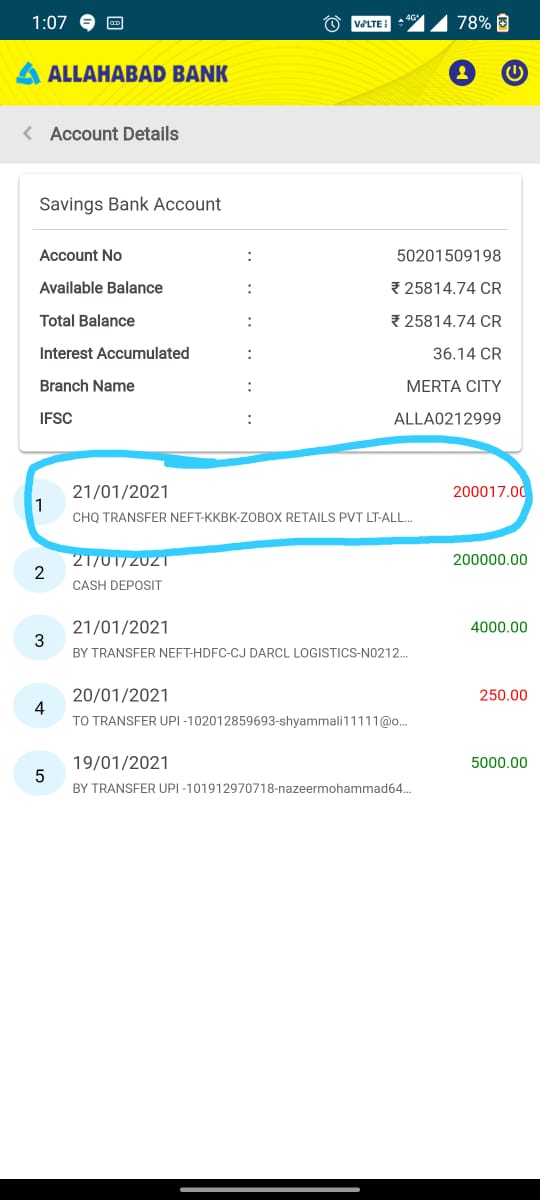 1:07 VoLTE 4G+ 78%
ALLAHABAD BANK
Account Details
Savings Bank Account
Account No : 50201509198
Available Balance : ₹ 25814.74 CR
Total Balance : ₹ 25814.74 CR
Interest Accumulated : 36.14 CR
Branch Name : MERTA CITY
IFSC : ALLA0212999
1 21/01/2021 200017.00
CHQ TRANSFER NEFT-KKBK-ZOBOX RETAILS PVT LT-ALL...
2 21/01/2021 200000.00
CASH DEPOSIT
3 21/01/2021 4000.00
BY TRANSFER NEFT-HDFC-CJ DARCL LOGISTICS-N0212...
4 20/01/2021 250.00
TO TRANSFER UPI -102012859693-shyammali11111@o...
5 19/01/2021 5000.00
BY TRANSFER UPI -101912970718-nazeermohammad64...